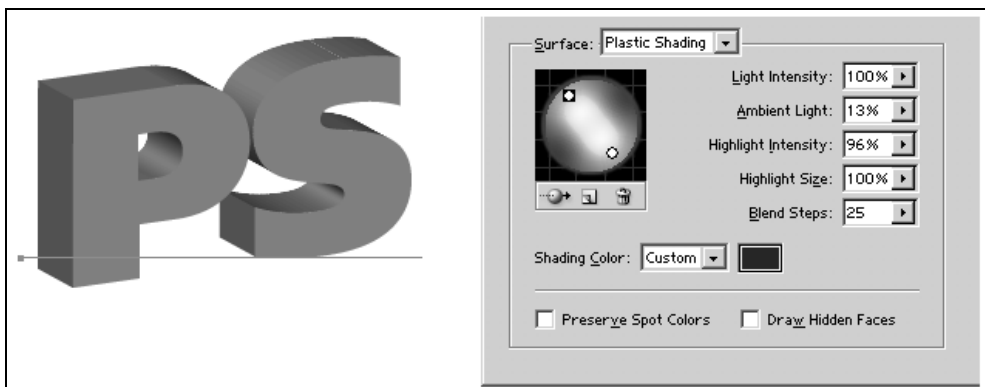 PS
Surface: Plastic Shading
Light Intensity: 100%
Ambient Light: 13%
Highlight Intensity: 96%
Highlight Size: 100%
Blend Steps: 25
Shading Color: Custom
Preserve Spot Colors Draw Hidden Faces